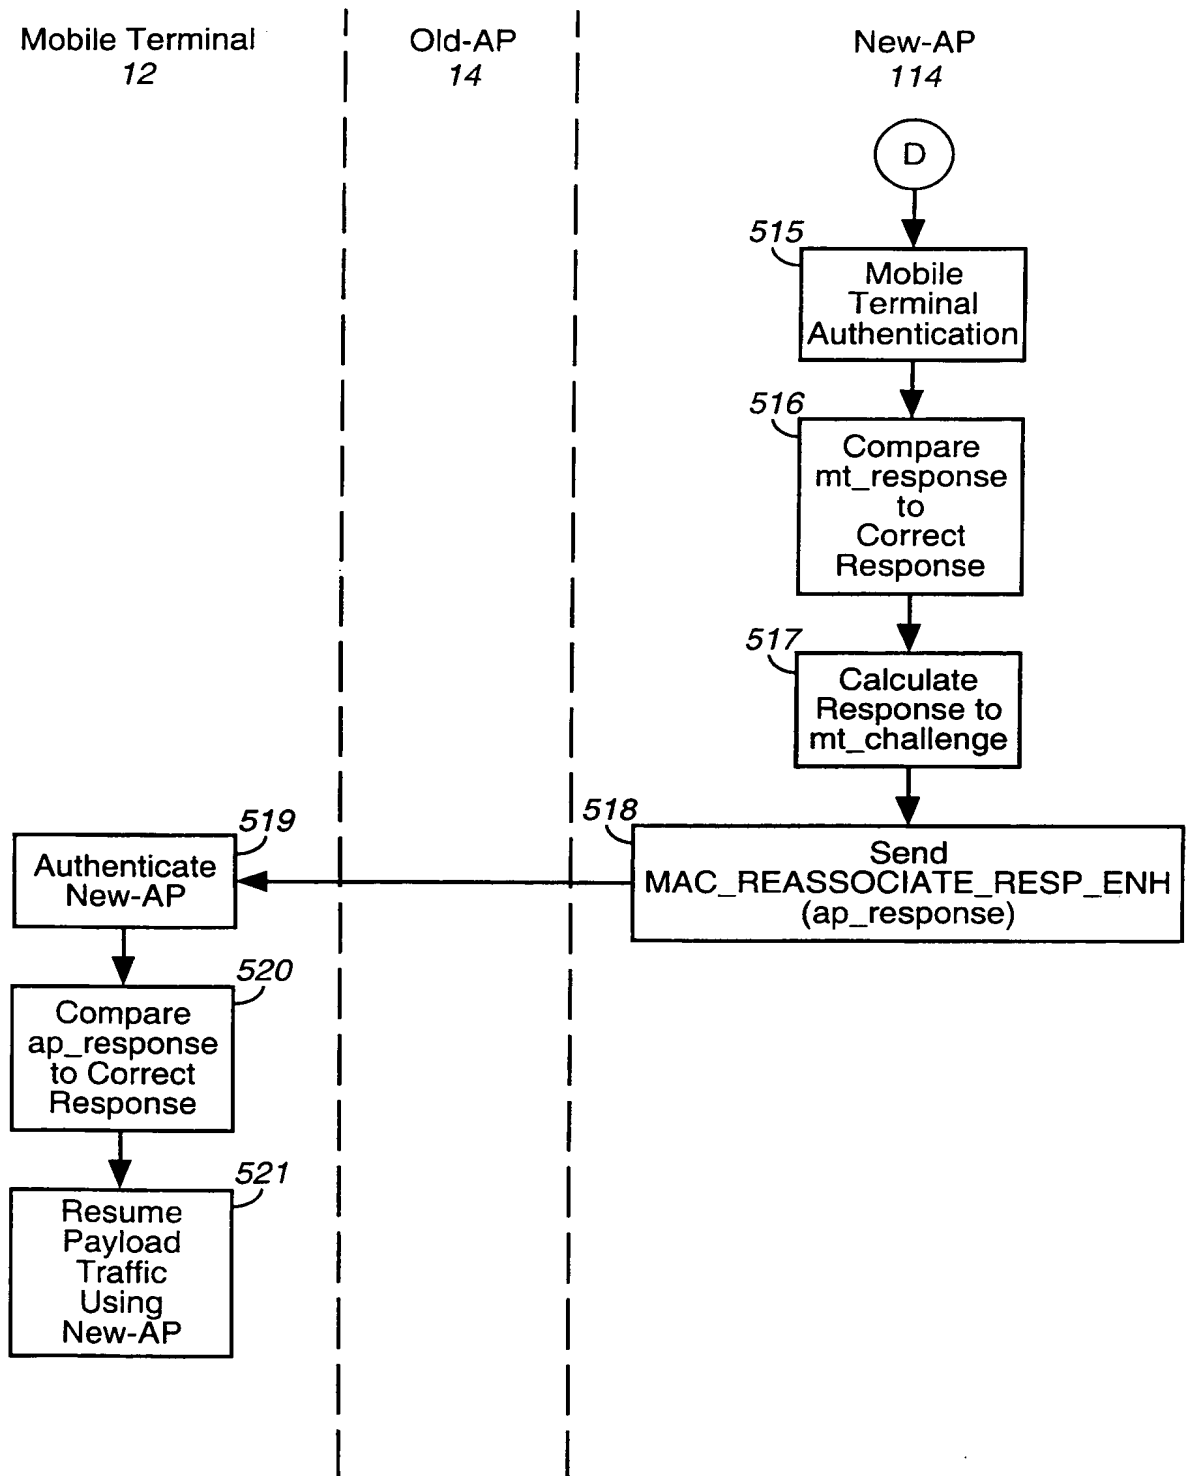 Mobile Terminal
12
Old-AP
14
New-AP
114
D
515
Mobile
Terminal
Authentication
516
Compare
mt_response
to
Correct
Response
517
Calculate
Response to
mt_challenge
518
Send
MAC_REASSOCIATE_RESP_ENH
(ap_response)
519
Authenticate
New-AP
520
Compare
ap_response
to Correct
Response
521
Resume
Payload
Traffic
Using
New-AP